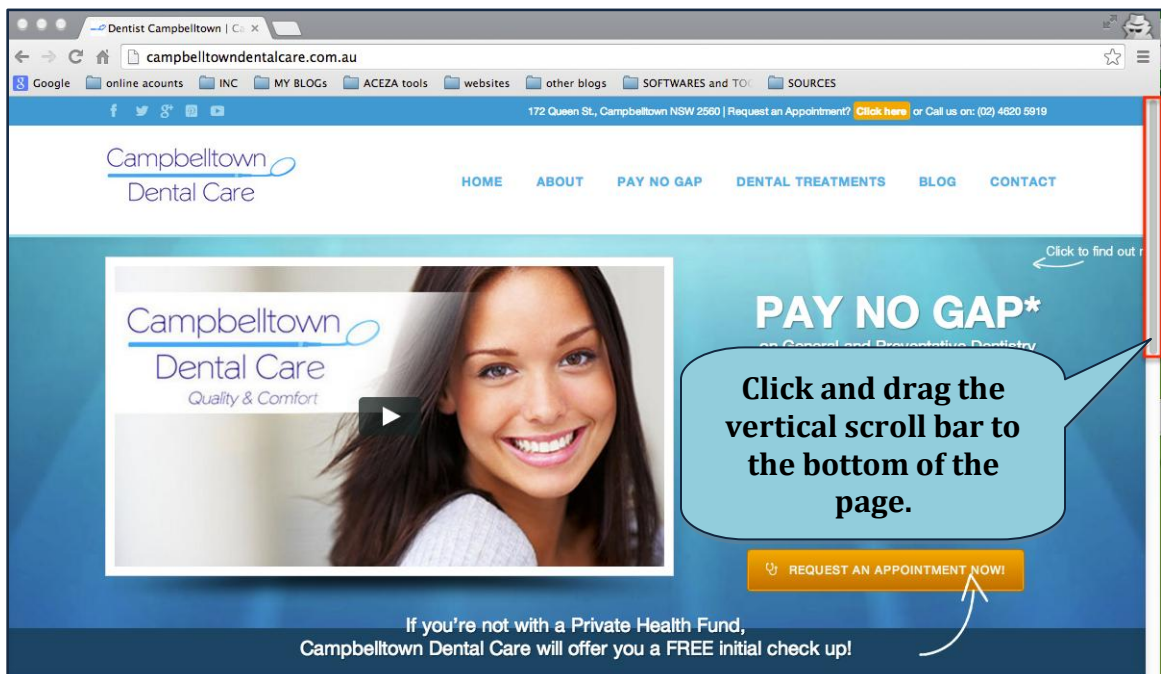 Dentist Campbelltown | Ca
campbelltowndentalcare.com.au
Google online acounts INC MY BLOGs ACEZA tools websites other blogs SOFTWARES and TO SOURCES
172 Queen St., Campbelltown NSW 2560 | Request an Appointment? Click here or Call us on: (02) 4620 5919
Campbelltown
Dental Care
HOME ABOUT PAY NO GAP DENTAL TREATMENTS BLOG CONTACT
Click to find out
Campbelltown
Dental Care
Quality & Comfort
PAY NO GAP*
on General and Preventative Dentistry
Click and drag the
vertical scroll bar to
the bottom of the
page.
REQUEST AN APPOINTMENT NOW!
If you're not with a Private Health Fund,
Campbelltown Dental Care will offer you a FREE initial check up!